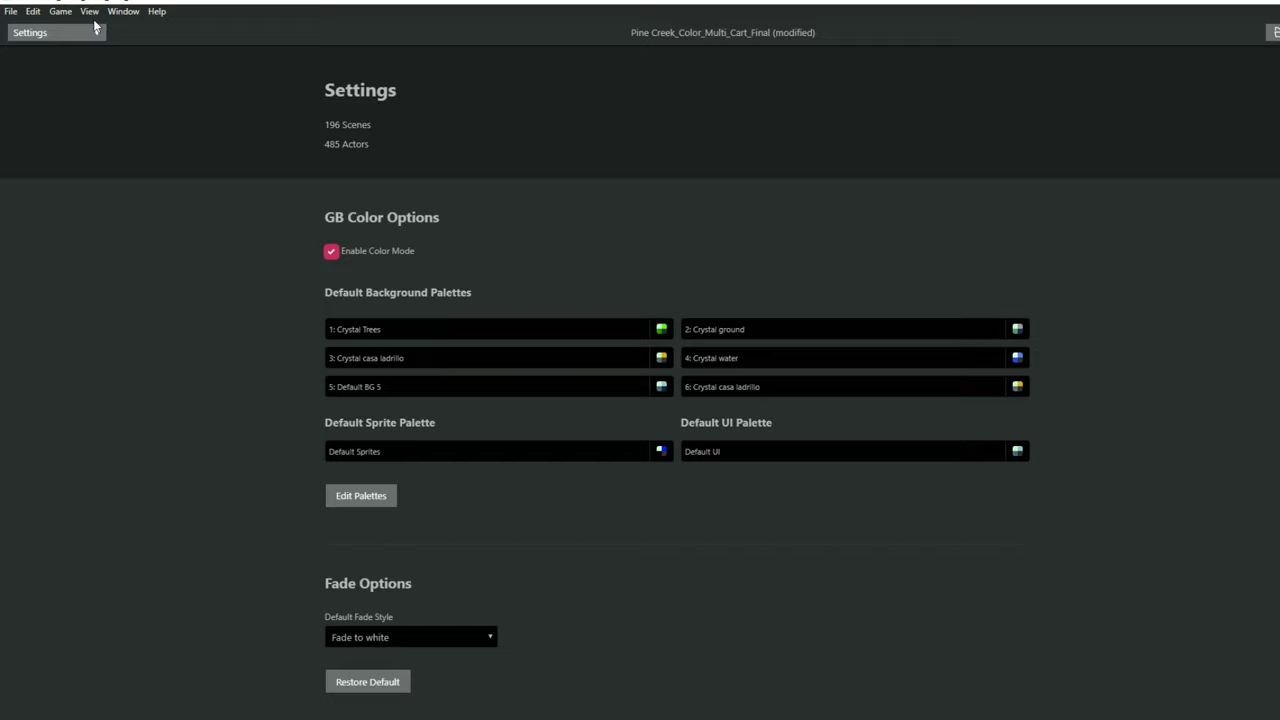 File Edit Game View Window Help
Settings
Pine Creek_Color_Multi_Cart_Final (modified)
Settings
196 Scenes
485 Actors
GB Color Options
Enable Color Mode
Default Background Palettes
1: Crystal Trees
2: Crystal ground
3: Crystal casa ladrillo
4: Crystal water
5: Default BG 5
6: Crystal casa ladrillo
Default Sprite Palette
Default UI Palette
Default Sprites
Default UI
Edit Palettes
Fade Options
Default Fade Style
Fade to white
Restore Default